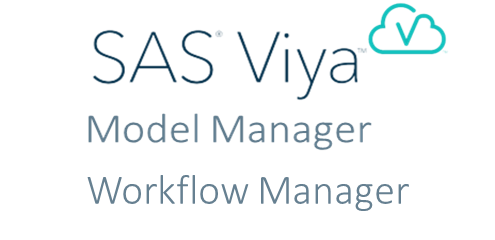 SAS® Viya™
Model Manager
Workflow Manager